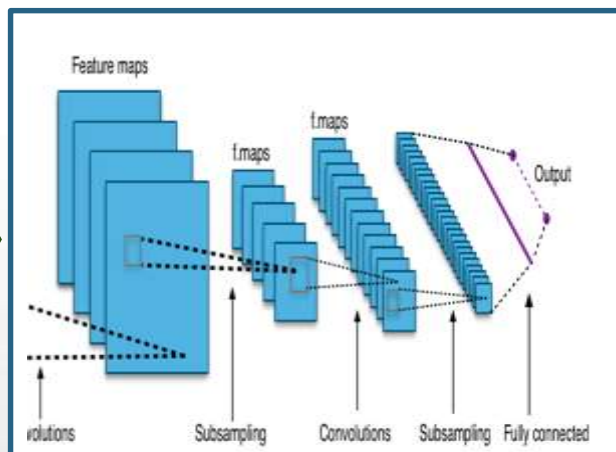 Feature maps
f.maps
f.maps
Output
volutions
Subsampling
Convolutions
Subsampling
Fully connected